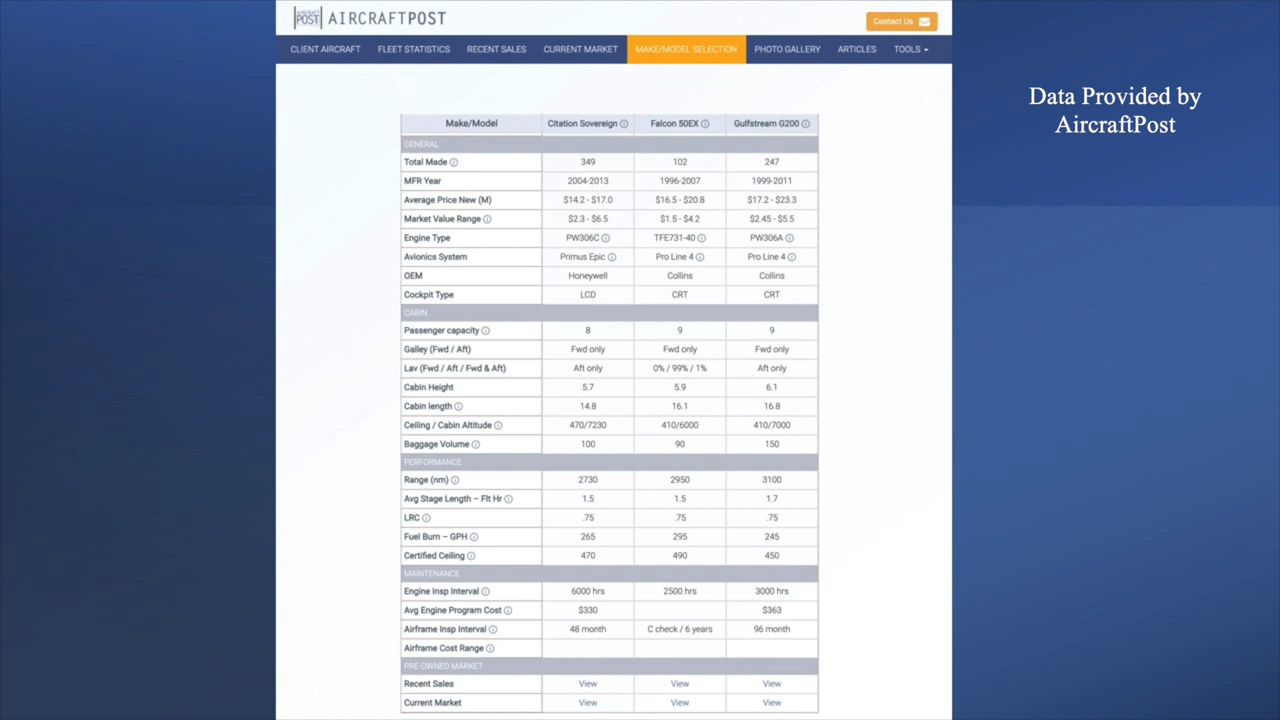 AIRCRAFT
POST AIRCRAFTPOST
Contact Us
CLIENT AIRCRAFT FLEET STATISTICS RECENT SALES CURRENT MARKET MAKE/MODEL SELECTION PHOTO GALLERY ARTICLES TOOLS
Data Provided by
AircraftPost
Make/Model Citation Sovereign Falcon 50EX Gulfstream G200
GENERAL
Total Made 349 102 247
MFR Year 2004-2013 1996-2007 1999-2011
Average Price New (M) $14.2 - $17.0 $16.5 - $20.8 $17.2 - $23.3
Market Value Range $2.3 - $6.5 $1.5 - $4.2 $2.45 - $5.5
Engine Type PW306C TFE731-40 PW306A
Avionics System Primus Epic Pro Line 4 Pro Line 4
OEM Honeywell Collins Collins
Cockpit Type LCD CRT CRT
CABIN
Passenger capacity 8 9 9
Galley (Fwd / Aft) Fwd only Fwd only Fwd only
Lav (Fwd / Aft / Fwd & Aft) Aft only 0% / 99% / 1% Aft only
Cabin Height 5.7 5.9 6.1
Cabin length 14.8 16.1 16.8
Ceiling / Cabin Altitude 470/7230 410/6000 410/7000
Baggage Volume 100 90 150
PERFORMANCE
Range (nm) 2730 2950 3100
Avg Stage Length – Flt Hr 1.5 1.5 1.7
LRC .75 .75 .75
Fuel Burn – GPH 265 295 245
Certified Ceiling 470 490 450
MAINTENANCE
Engine Insp Interval 6000 hrs 2500 hrs 3000 hrs
Avg Engine Program Cost $330 $363
Airframe Insp Interval 48 month C check / 6 years 96 month
Airframe Cost Range
PRE-OWNED MARKET
Recent Sales View View View
Current Market View View View